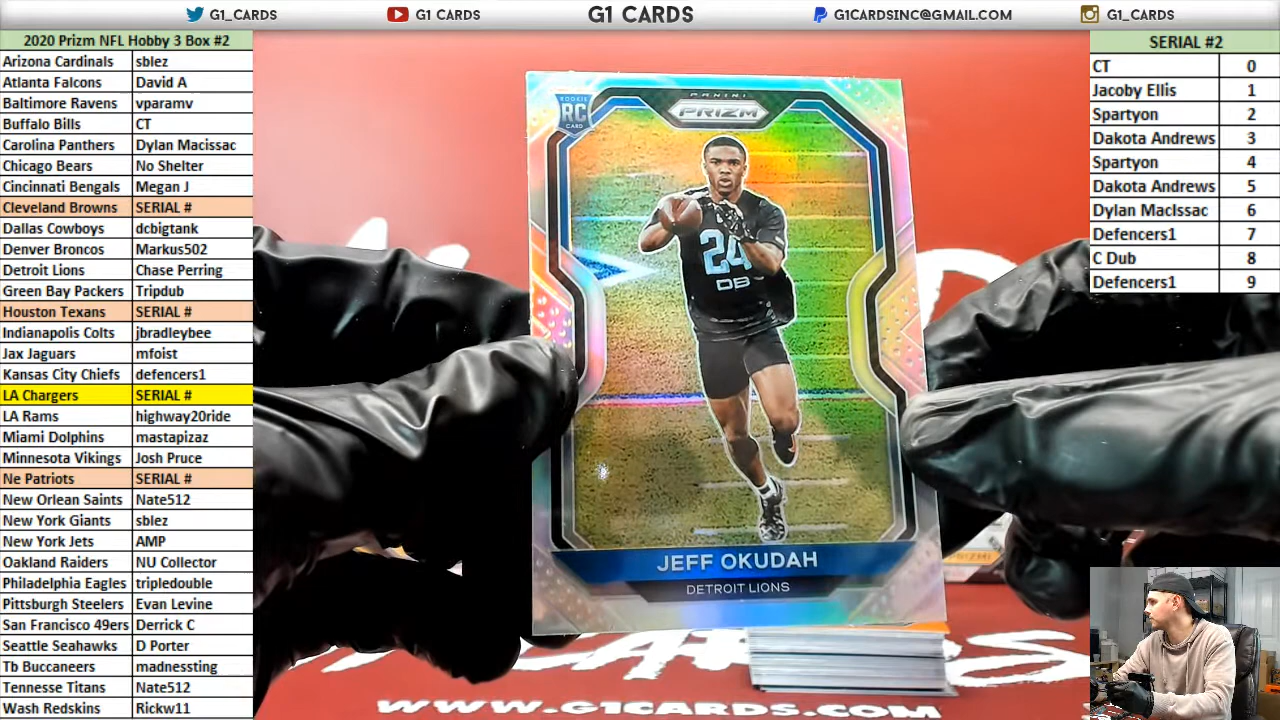 G1_CARDS G1 CARDS G1 CARDS G1CARDSINC@GMAIL.COM G1_CARDS
2020 Prizm NFL Hobby 3 Box #2
Arizona Cardinals sblez
Atlanta Falcons David A
Baltimore Ravens vparamv
Buffalo Bills CT
Carolina Panthers Dylan Macissac
Chicago Bears No Shelter
Cincinnati Bengals Megan J
Cleveland Browns SERIAL #
Dallas Cowboys dcbigtank
Denver Broncos Markus502
Detroit Lions Chase Perring
Green Bay Packers Tripdub
Houston Texans SERIAL #
Indianapolis Colts jbradleybee
Jax Jaguars mfoist
Kansas City Chiefs defencers1
LA Chargers SERIAL #
LA Rams highway20ride
Miami Dolphins mastapizaz
Minnesota Vikings Josh Pruce
Ne Patriots SERIAL #
New Orlean Saints Nate512
New York Giants sblez
New York Jets AMP
Oakland Raiders NU Collector
Philadelphia Eagles tripledouble
Pittsburgh Steelers Evan Levine
San Francisco 49ers Derrick C
Seattle Seahawks D Porter
Tb Buccaneers madnessting
Tennesse Titans Nate512
Wash Redskins Rickw11
ROOKIE
RC
CARD
PANINI
PRIZM
24
DB
JEFF OKUDAH
DETROIT LIONS
WWW.G1CARDS.COM
SERIAL #2
CT 0
Jacoby Ellis 1
Spartyon 2
Dakota Andrews 3
Spartyon 4
Dakota Andrews 5
Dylan MacIssac 6
Defencers1 7
C Dub 8
Defencers1 9